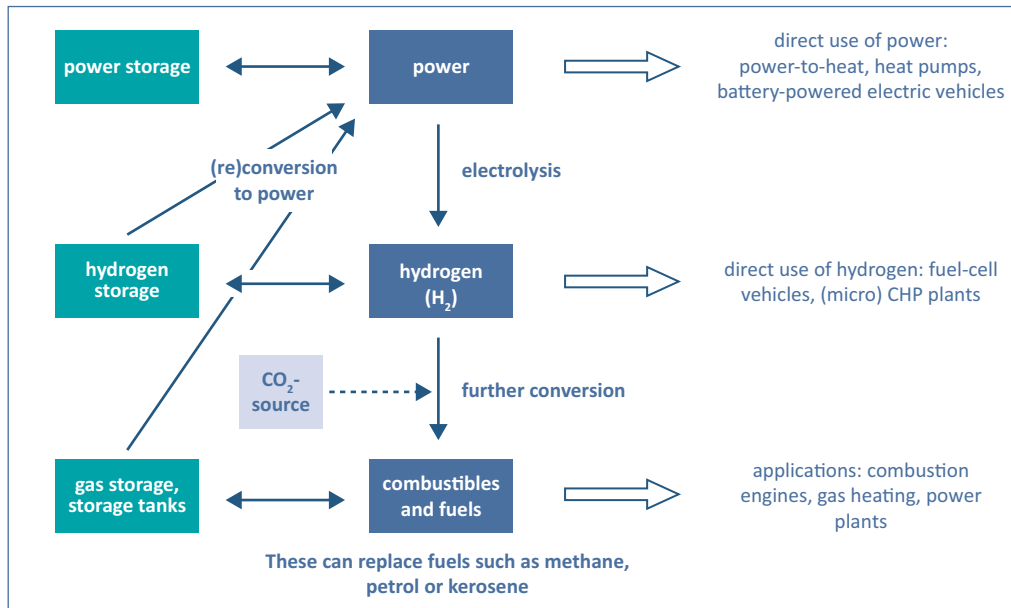 power storage
power
direct use of power:
power-to-heat, heat pumps,
battery-powered electric vehicles
(re)conversion
to power
electrolysis
hydrogen
storage
hydrogen
(H₂)
direct use of hydrogen: fuel-cell
vehicles, (micro) CHP plants
CO₂-
source
further conversion
gas storage,
storage tanks
combustibles
and fuels
applications: combustion
engines, gas heating, power
plants
These can replace fuels such as methane,
petrol or kerosene